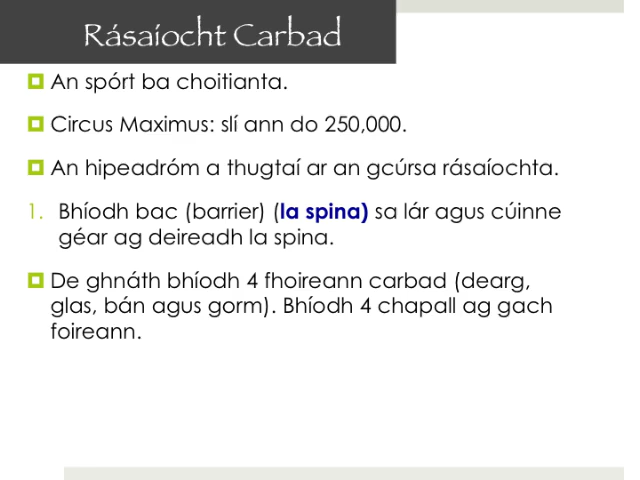 Rásaíocht Carbad
An spórt ba choitianta.
Circus Maximus: slí ann do 250,000.
An hipeadróm a thugtaí ar an gcúrsa rásaíochta.
1. Bhíodh bac (barrier) (la spina) sa lár agus cúinne
géar ag deireadh la spina.
De ghnáth bhíodh 4 fhoireann carbad (dearg,
glas, bán agus gorm). Bhíodh 4 chapall ag gach
foireann.